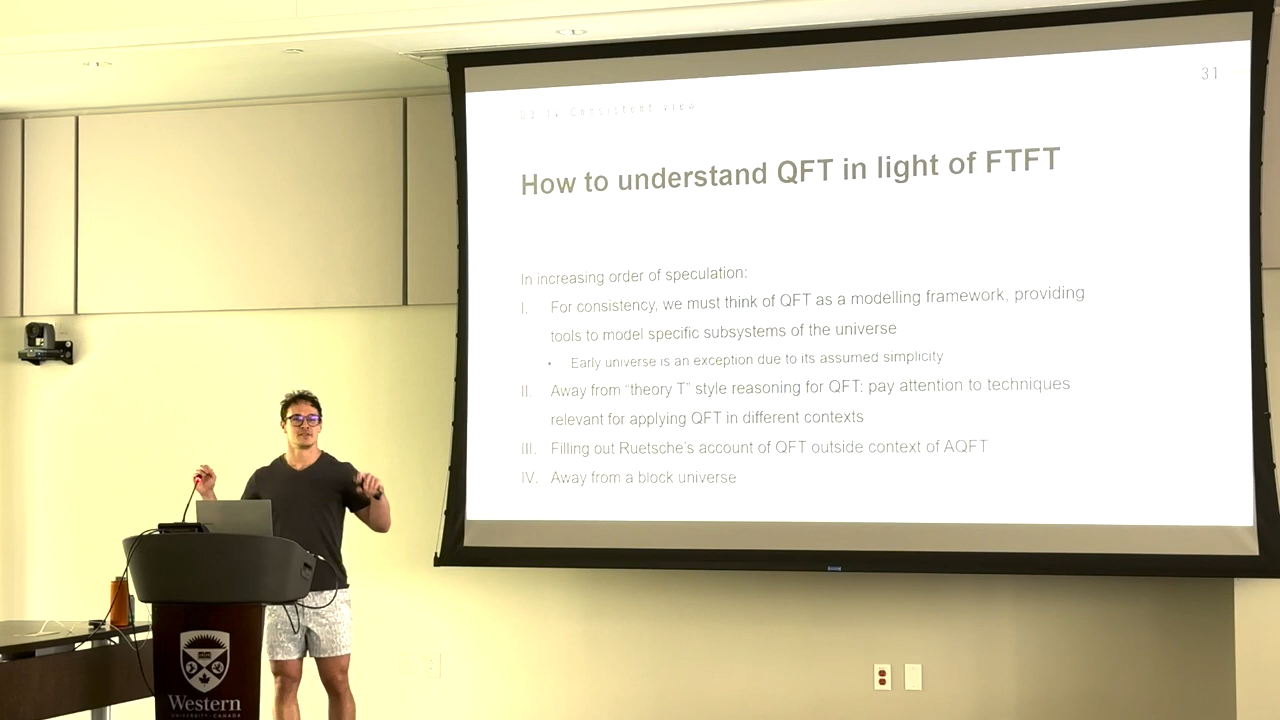 31
Consistent view
How to understand QFT in light of FTFT
In increasing order of speculation:
I. For consistency, we must think of QFT as a modelling framework, providing
tools to model specific subsystems of the universe
• Early universe is an exception due to its assumed simplicity
II. Away from “theory T” style reasoning for QFT: pay attention to techniques
relevant for applying QFT in different contexts
III. Filling out Ruetsche’s account of QFT outside context of AQFT
IV. Away from a block universe
Western
UNIVERSITY · CANADA